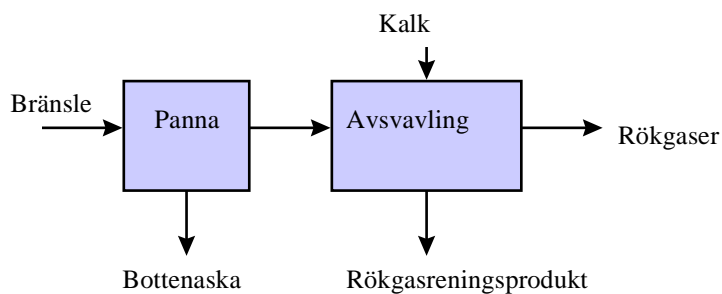 Kalk
Bränsle
Panna
Avsvavling
Rökgaser
Bottenaska
Rökgasreningsprodukt